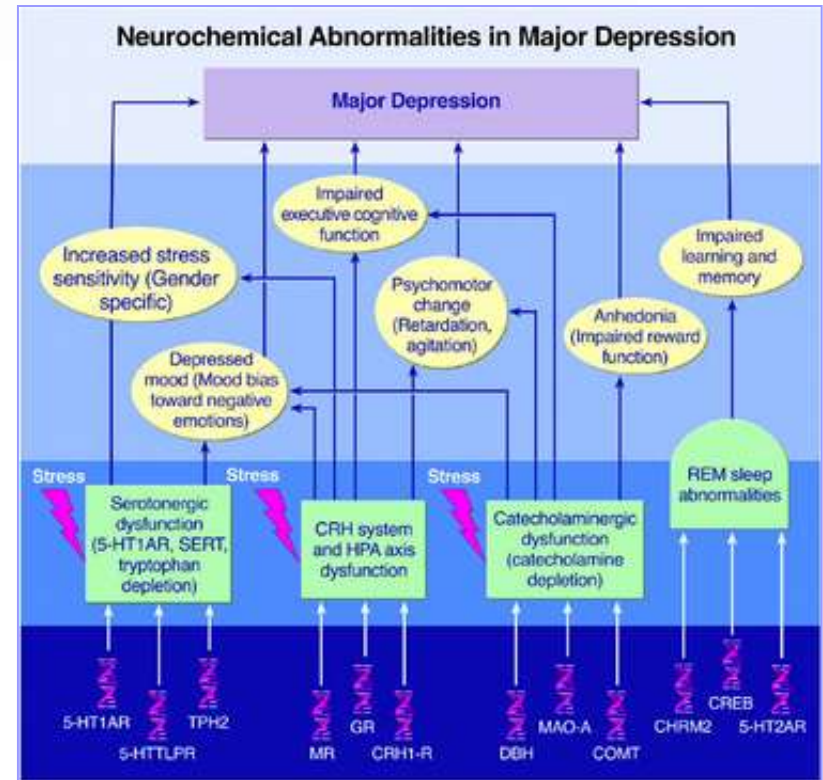 Neurochemical Abnormalities in Major Depression
Major Depression
Impaired
executive cognitive
function
Increased stress
sensitivity (Gender
specific)
Impaired
learning and
memory
Psychomotor
change
(Retardation,
agitation)
Anhedonia
(Impaired reward
function)
Depressed
mood (Mood bias
toward negative
emotions)
Stress
Stress
Stress
REM sleep
abnormalities
Serotonergic
dysfunction
(5-HT1AR, SERT,
tryptophan
depletion)
CRH system
and HPA axis
dysfunction
Catecholaminergic
dysfunction
(catecholamine
depletion)
5-HT1AR
5-HTTLPR
TPH2
MR
GR
CRH1-R
DBH
MAO-A
COMT
CHRM2
CREB
5-HT2AR